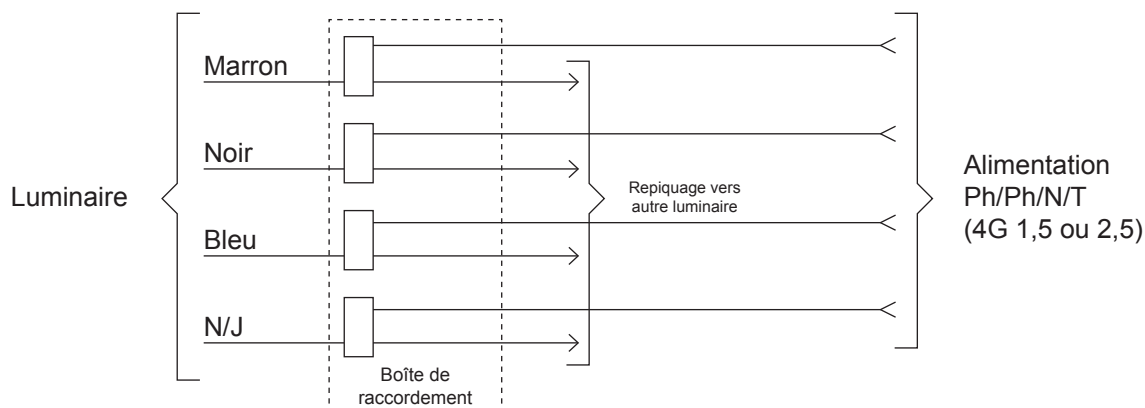 Marron
Noir
Luminaire
Bleu
N/J
Boîte de
raccordement
Repiquage vers
autre luminaire
Alimentation
Ph/Ph/N/T
(4G 1,5 ou 2,5)